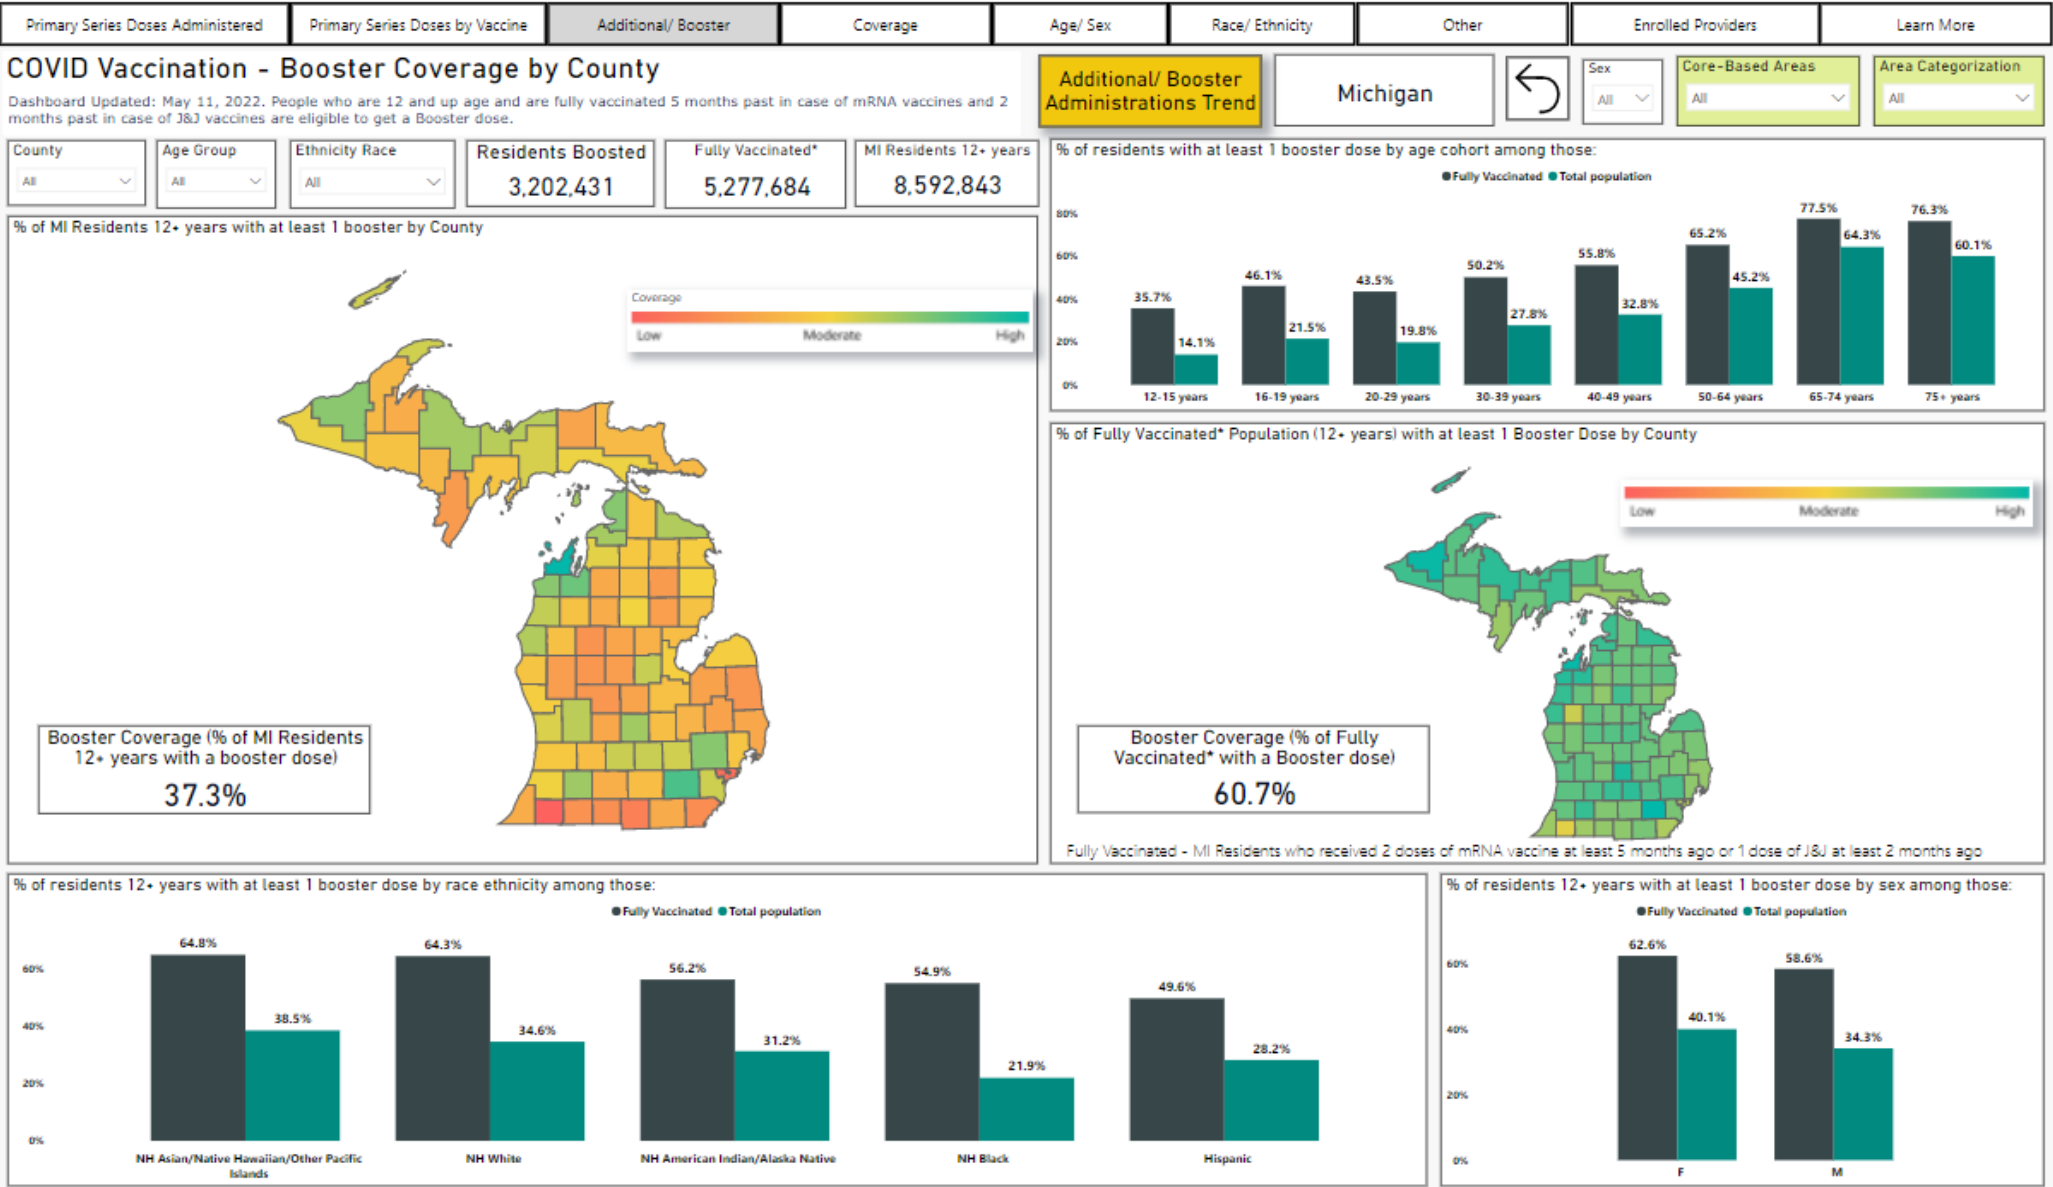 Primary Series Doses Administered
Primary Series Doses by Vaccine
Additional/ Booster
Coverage
Age/ Sex
Race/ Ethnicity
Other
Enrolled Providers
Learn More
COVID Vaccination - Booster Coverage by County
Dashboard Updated: May 11, 2022. People who are 12 and up age and are fully vaccinated 5 months past in case of mRNA vaccines and 2
months past in case of J&J vaccines are eligible to get a Booster dose.
Additional/ Booster
Administrations Trend
Michigan
Sex
All
Core-Based Areas
All
Area Categorization
All
County
All
Age Group
All
Ethnicity Race
All
Residents Boosted
3,202,431
Fully Vaccinated*
5,277,684
MI Residents 12+ years
8,592,843
% of MI Residents 12+ years with at least 1 booster by County
Coverage
Low
Moderate
High
Booster Coverage (% of MI Residents
12+ years with a booster dose)
37.3%
% of residents with at least 1 booster dose by age cohort among those:
Fully Vaccinated
Total population
80%
60%
40%
20%
0%
35.7%
14.1%
46.1%
21.5%
43.5%
19.8%
50.2%
27.8%
55.8%
32.8%
65.2%
45.2%
77.5%
64.3%
76.3%
60.1%
12-15 years
16-19 years
20-29 years
30-39 years
40-49 years
50-64 years
65-74 years
75+ years
% of Fully Vaccinated* Population (12+ years) with at least 1 Booster Dose by County
Low
Moderate
High
Booster Coverage (% of Fully
Vaccinated* with a Booster dose)
60.7%
Fully Vaccinated - MI Residents who received 2 doses of mRNA vaccine at least 5 months ago or 1 dose of J&J at least 2 months ago
% of residents 12+ years with at least 1 booster dose by race ethnicity among those:
Fully Vaccinated
Total population
60%
40%
20%
0%
64.8%
38.5%
64.3%
34.6%
56.2%
31.2%
54.9%
21.9%
49.6%
28.2%
NH Asian/Native Hawaiian/Other Pacific
Islands
NH White
NH American Indian/Alaska Native
NH Black
Hispanic
% of residents 12+ years with at least 1 booster dose by sex among those:
Fully Vaccinated
Total population
60%
40%
20%
0%
62.6%
40.1%
58.6%
34.3%
F
M